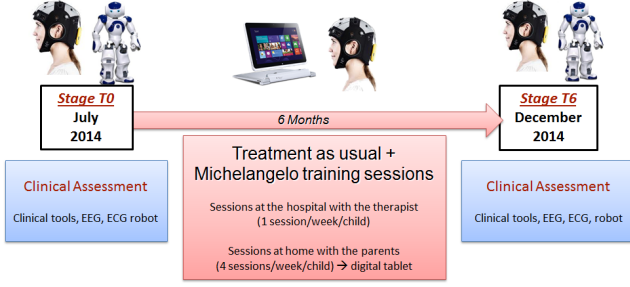 Stage T0
July
2014
6 Months
Stage T6
December
2014
Clinical Assessment
Clinical tools, EEG, ECG robot
Treatment as usual +
Michelangelo training sessions
Sessions at the hospital with the therapist
(1 session/week/child)
Sessions at home with the parents
(4 sessions/week/child) → digital tablet
Clinical Assessment
Clinical tools, EEG, ECG, robot